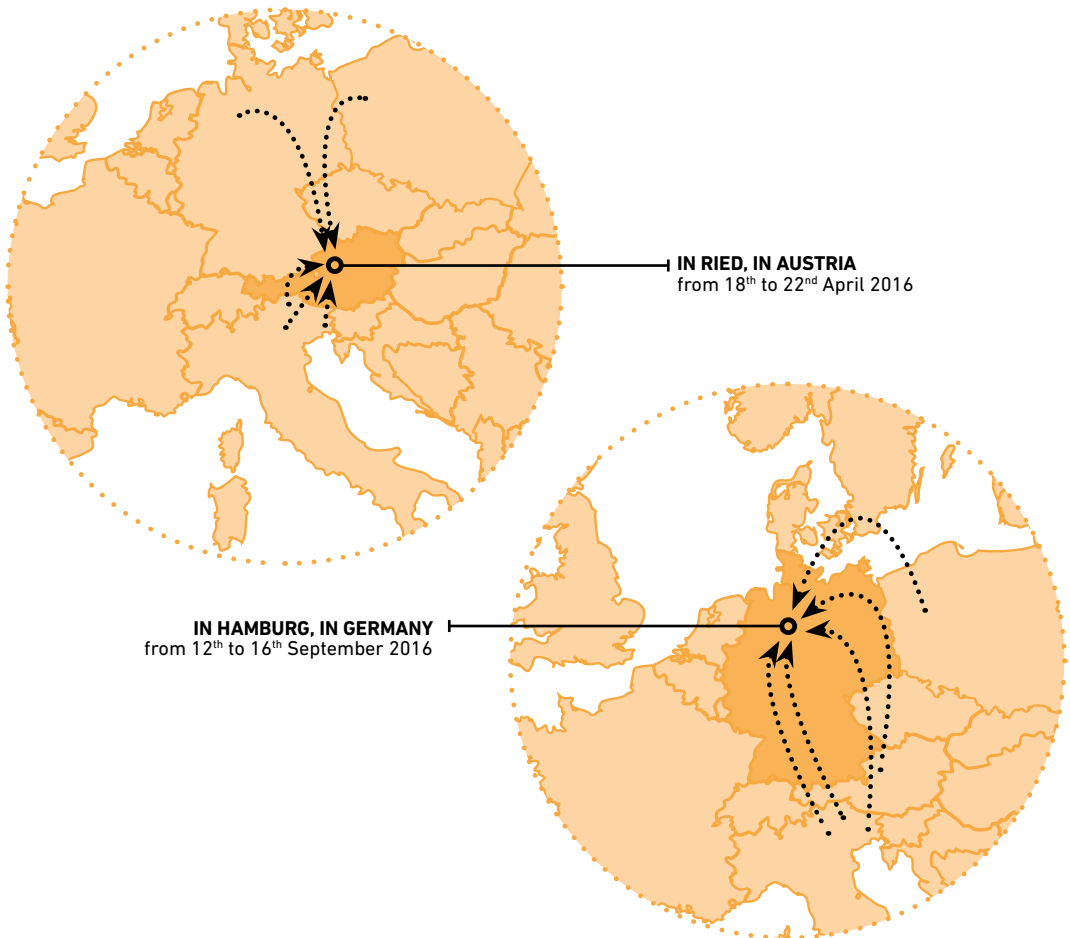 IN RIED, IN AUSTRIA
from 18th to 22nd April 2016
IN HAMBURG, IN GERMANY
from 12th to 16th September 2016